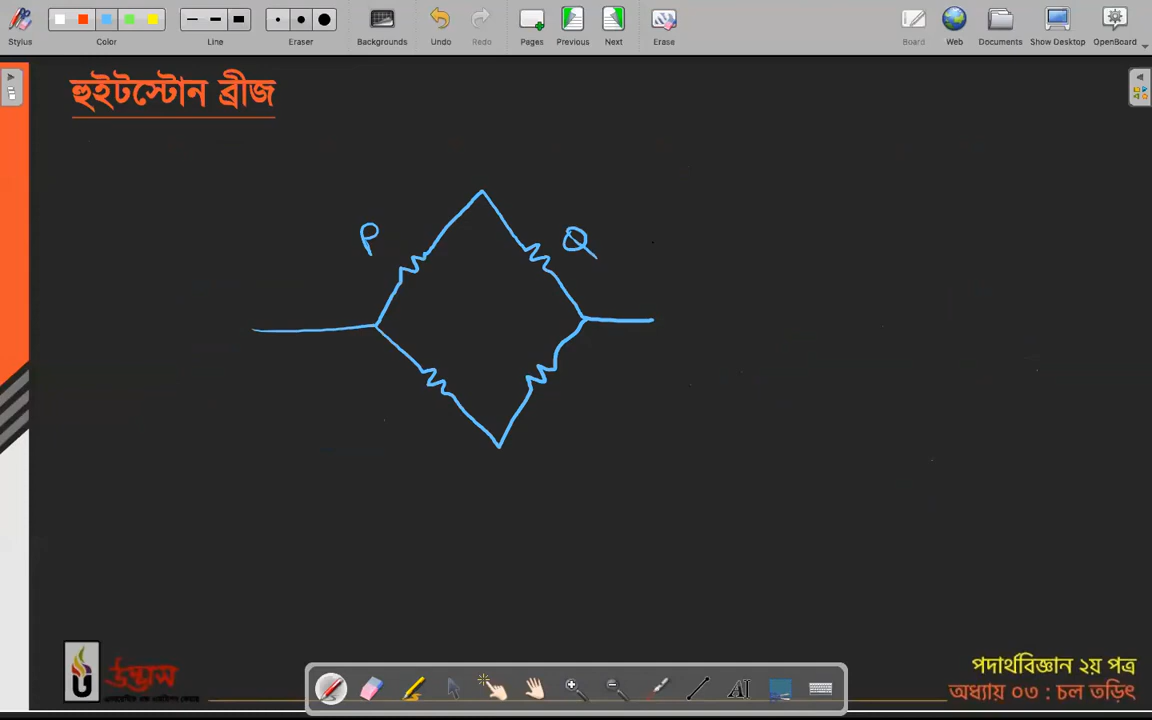 Stylus
Color
Line
Eraser
Backgrounds
Undo
Redo
Pages
Previous
Next
Erase
Board
Web
Documents
Show Desktop
OpenBoard
হুইটস্টোন ব্রীজ
P
Q
উদ্ভাস
পদার্থবিজ্ঞান ২য় পত্র
অধ্যায় ০৩ : চল তড়িৎ